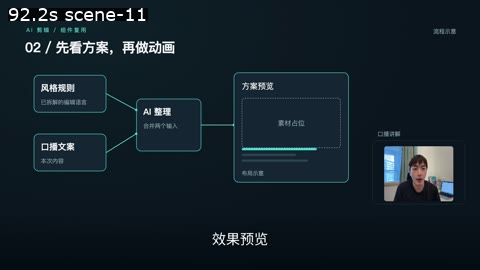 92.2s scene-11
AI 剪辑 / 组件复用
流程示意
02 / 先看方案，再做动画
风格规则
已拆解的编辑语言
口播文案
本次内容
AI 整理
合并两个输入
方案预览
素材占位
布局示意
口播讲解
效果预览